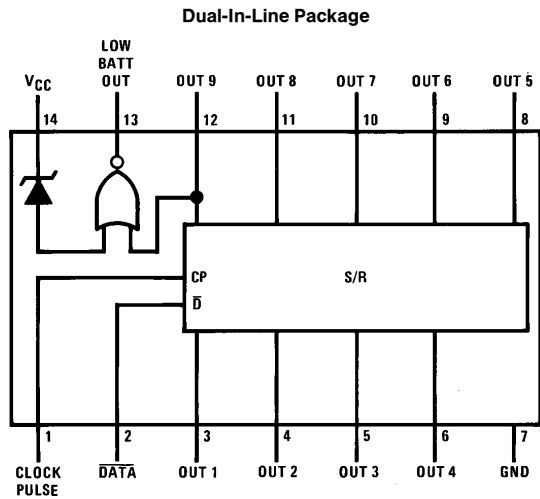 Dual-In-Line Package
LOW
BATT
OUT
V_CC
OUT 9
OUT 8
OUT 7
OUT 6
OUT 5
14
13
12
11
10
9
8
CP
S/R
D̅
1
2
3
4
5
6
7
CLOCK
PULSE
D̅A̅T̅A̅
OUT 1
OUT 2
OUT 3
OUT 4
GND